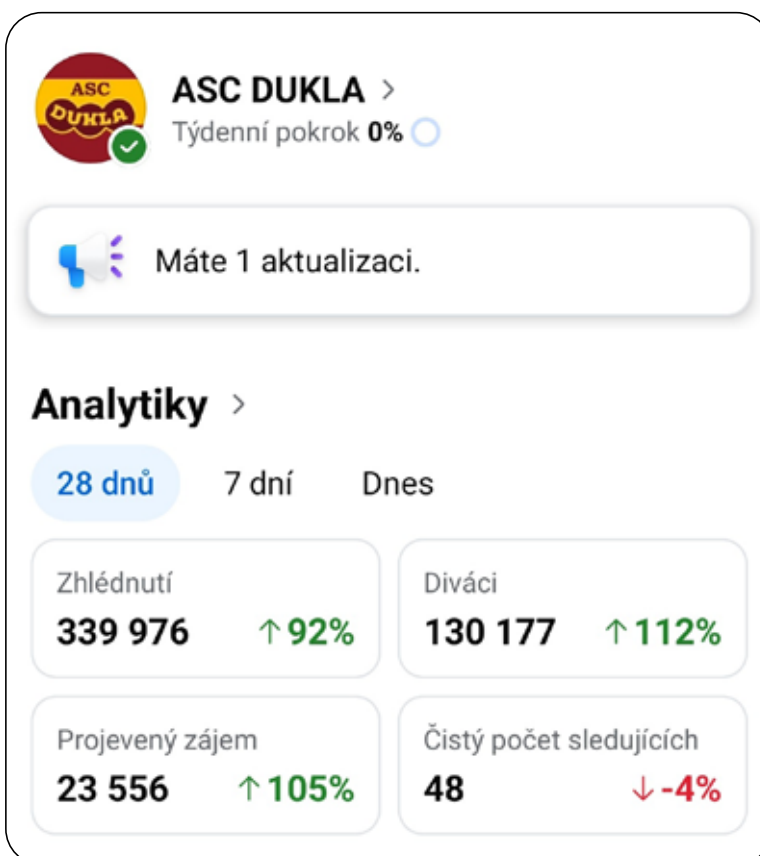 ASC
DUKLA
ASC DUKLA
Týdenní pokrok 0%
Máte 1 aktualizaci.
Analytiky
28 dnů 7 dní Dnes
Zhlédnutí Diváci
339 976 ↑ 92% 130 177 ↑ 112%
Projevený zájem Čistý počet sledujících
23 556 ↑ 105% 48 ↓ -4%